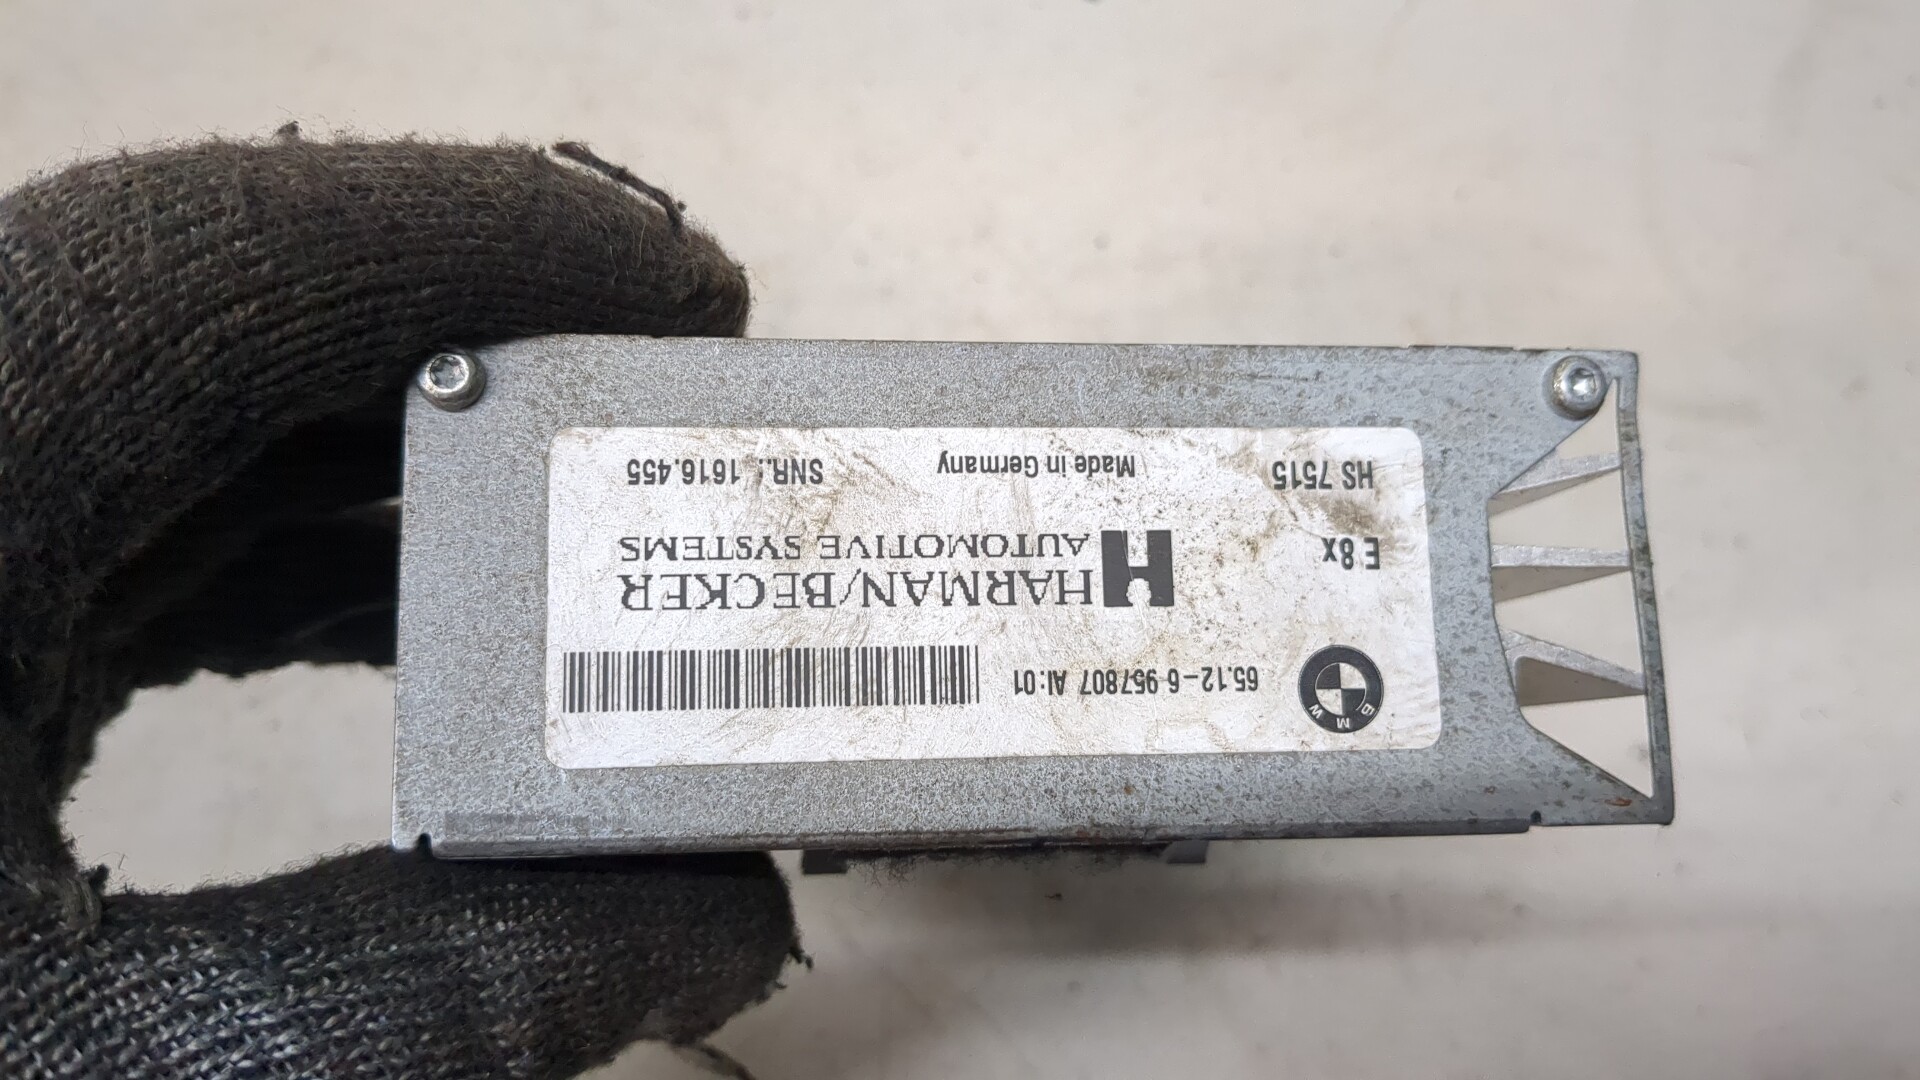 BMW
65.12-6 957807 AI:01
HARMAN/BECKER
AUTOMOTIVE SYSTEMS
E 8x
HS 7515 Made in Germany SNR.: 1616.455